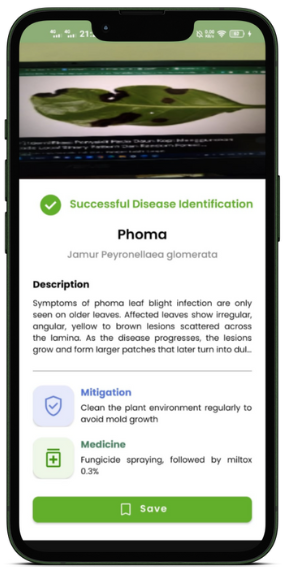 21:
Successful Disease Identification
Phoma
Jamur Peyronellaea glomerata
Description
Symptoms of phoma leaf blight infection are only
seen on older leaves. Affected leaves show irregular,
angular, yellow to brown lesions scattered across
the lamina. As the disease progresses, the lesions
grow and form larger patches that later turn into dul...
Mitigation
Clean the plant environment regularly to
avoid mold growth
Medicine
Fungicide spraying, followed by miltox
0.3%
Save